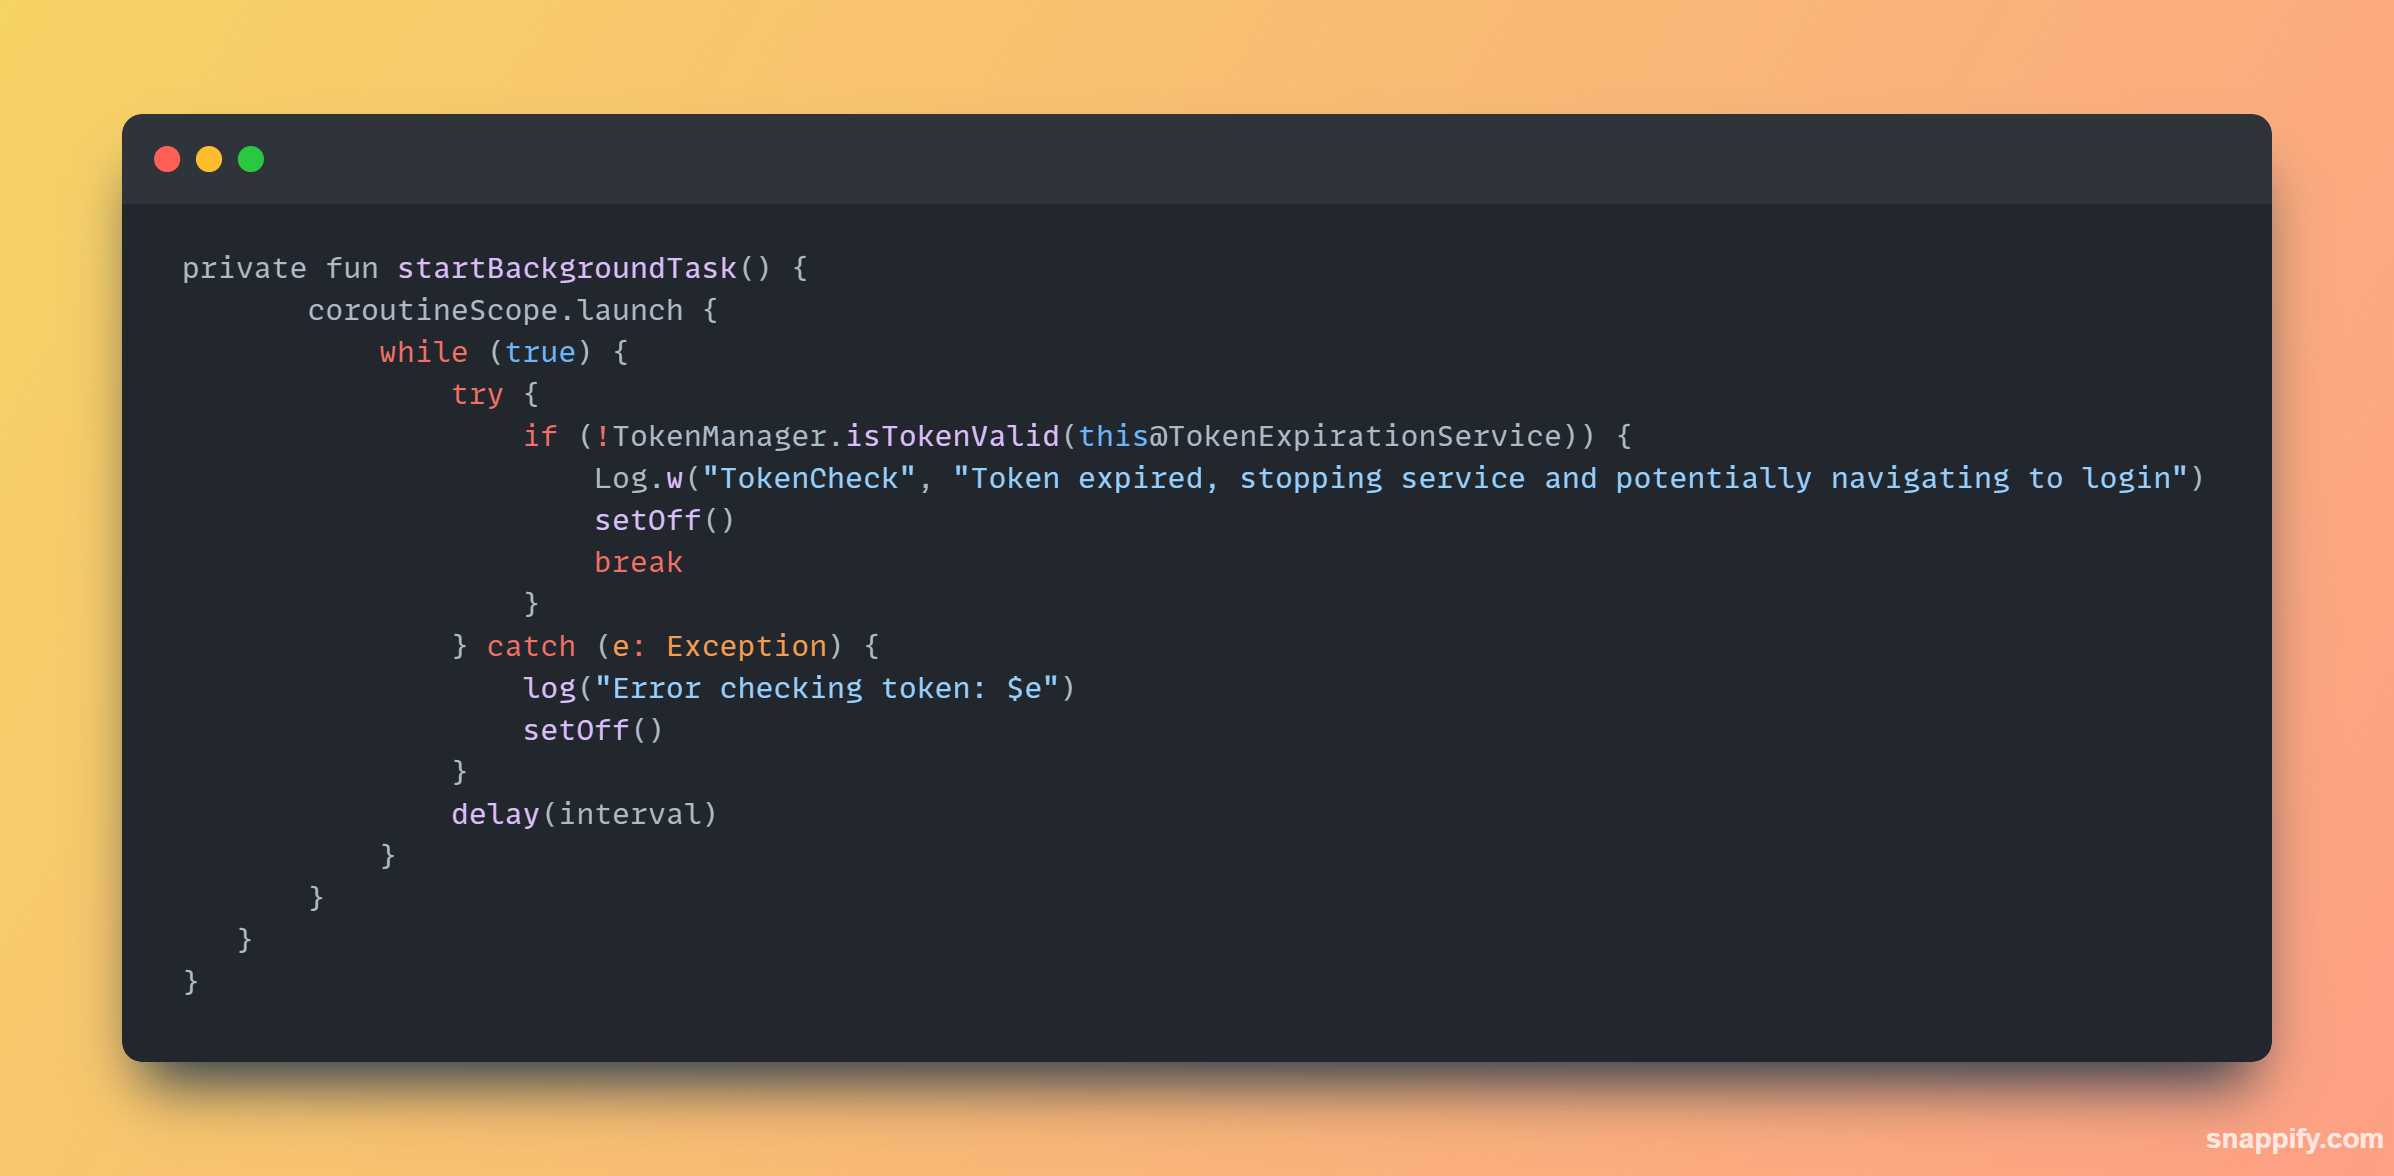 private fun startBackgroundTask() {
       coroutineScope.launch {
           while (true) {
               try {
                   if (!TokenManager.isTokenValid(this@TokenExpirationService)) {
                       Log.w("TokenCheck", "Token expired, stopping service and potentially navigating to login")
                       setOff()
                       break
                   }
               } catch (e: Exception) {
                   log("Error checking token: $e")
                   setOff()
               }
               delay(interval)
           }
       }
   }
}
snappify.com